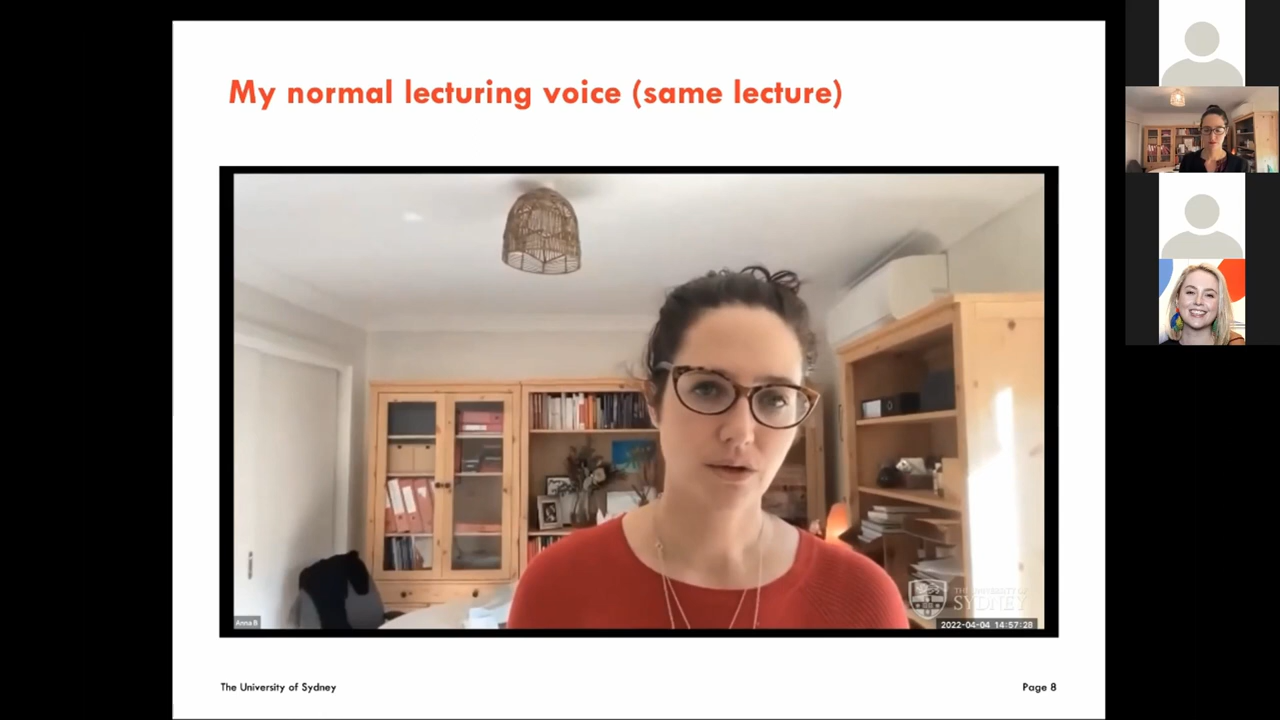 My normal lecturing voice (same lecture)
THE UNIVERSITY OF
SYDNEY
Anna B
2022-04-04 14:57:28
The University of Sydney
Page 8